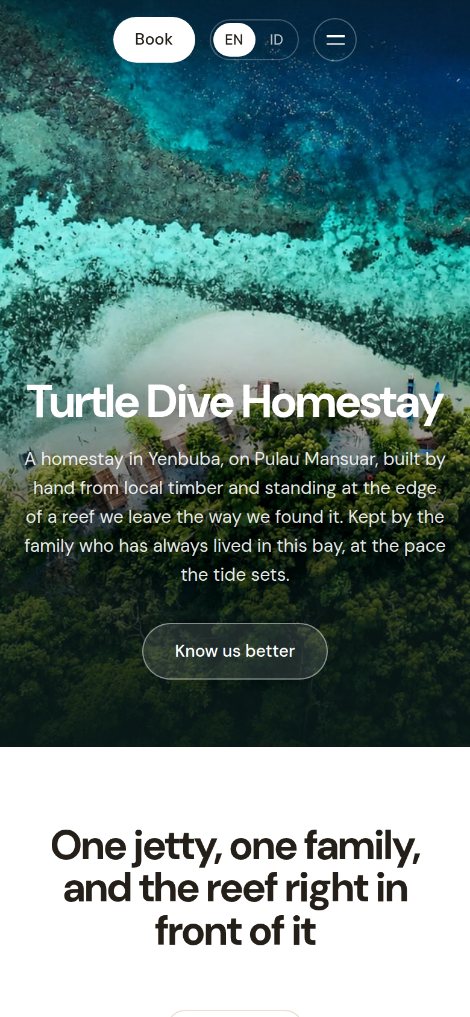 Book
EN
ID
Turtle Dive Homestay
A homestay in Yenbuba, on Pulau Mansuar, built by
hand from local timber and standing at the edge
of a reef we leave the way we found it. Kept by the
family who has always lived in this bay, at the pace
the tide sets.
Know us better
One jetty, one family,
and the reef right in
front of it